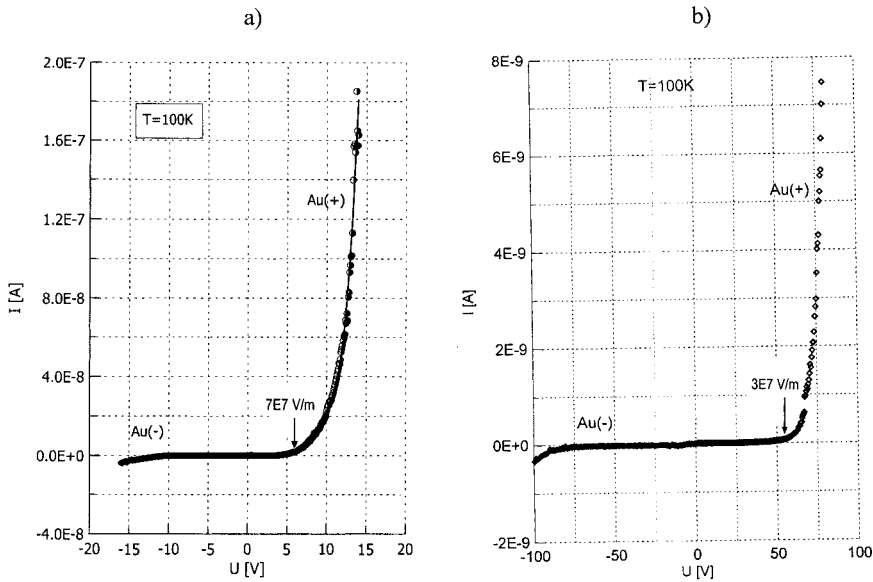 a)
2.0E-7
1.6E-7
1.2E-7
8.0E-8
4.0E-8
0.0E+0
-4.0E-8
I [A]
T=100K
Au(+)
7E7 V/m
Au(-)
-20 -15 -10 -5 0 5 10 15 20
U [V]
b)
8E-9
6E-9
4E-9
2E-9
0E+0
-2E-9
I [A]
T=100K
Au(+)
3E7 V/m
Au(-)
-100 -50 0 50 100
U [V]